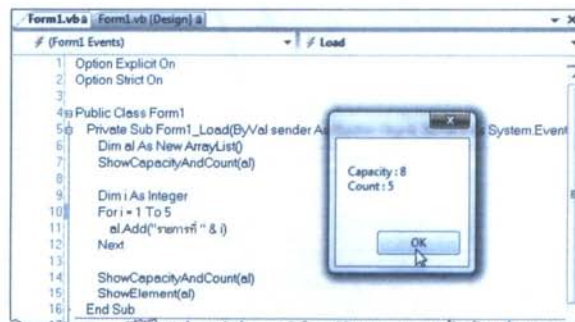 Form1.vb Form1.vb [Design]
(Form1 Events) Load
1 Option Explicit On
2 Option Strict On
3
4 Public Class Form1
5 Private Sub Form1_Load(ByVal sender As System.Event
6 Dim al As New ArrayList()
7 ShowCapacityAndCount(al)
8
9 Dim i As Integer
10 For i = 1 To 5
11 al.Add("รายการที่ " & i)
12 Next
13
14 ShowCapacityAndCount(al)
15 ShowElement(al)
16 End Sub
Capacity : 8
Count : 5
OK